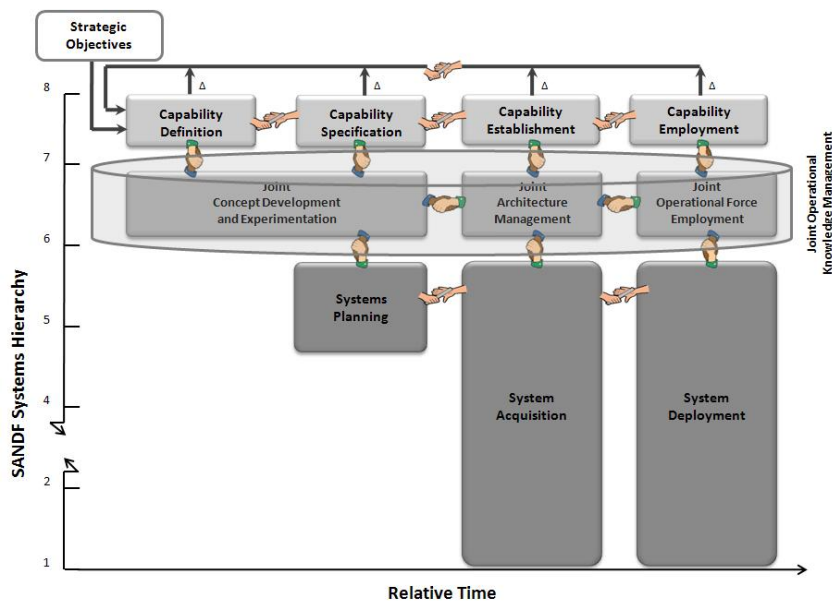 Strategic
Objectives
Δ
Δ
Δ
Δ
8
Capability
Definition
Capability
Specification
Capability
Establishment
Capability
Employment
7
Joint
Concept Development
and Experimentation
Joint
Architecture
Management
Joint
Operational Force
Employment
Joint Operational
Knowledge Management
6
Systems
Planning
5
System
Acquisition
System
Deployment
4
2
1
SANDF Systems Hierarchy
Relative Time